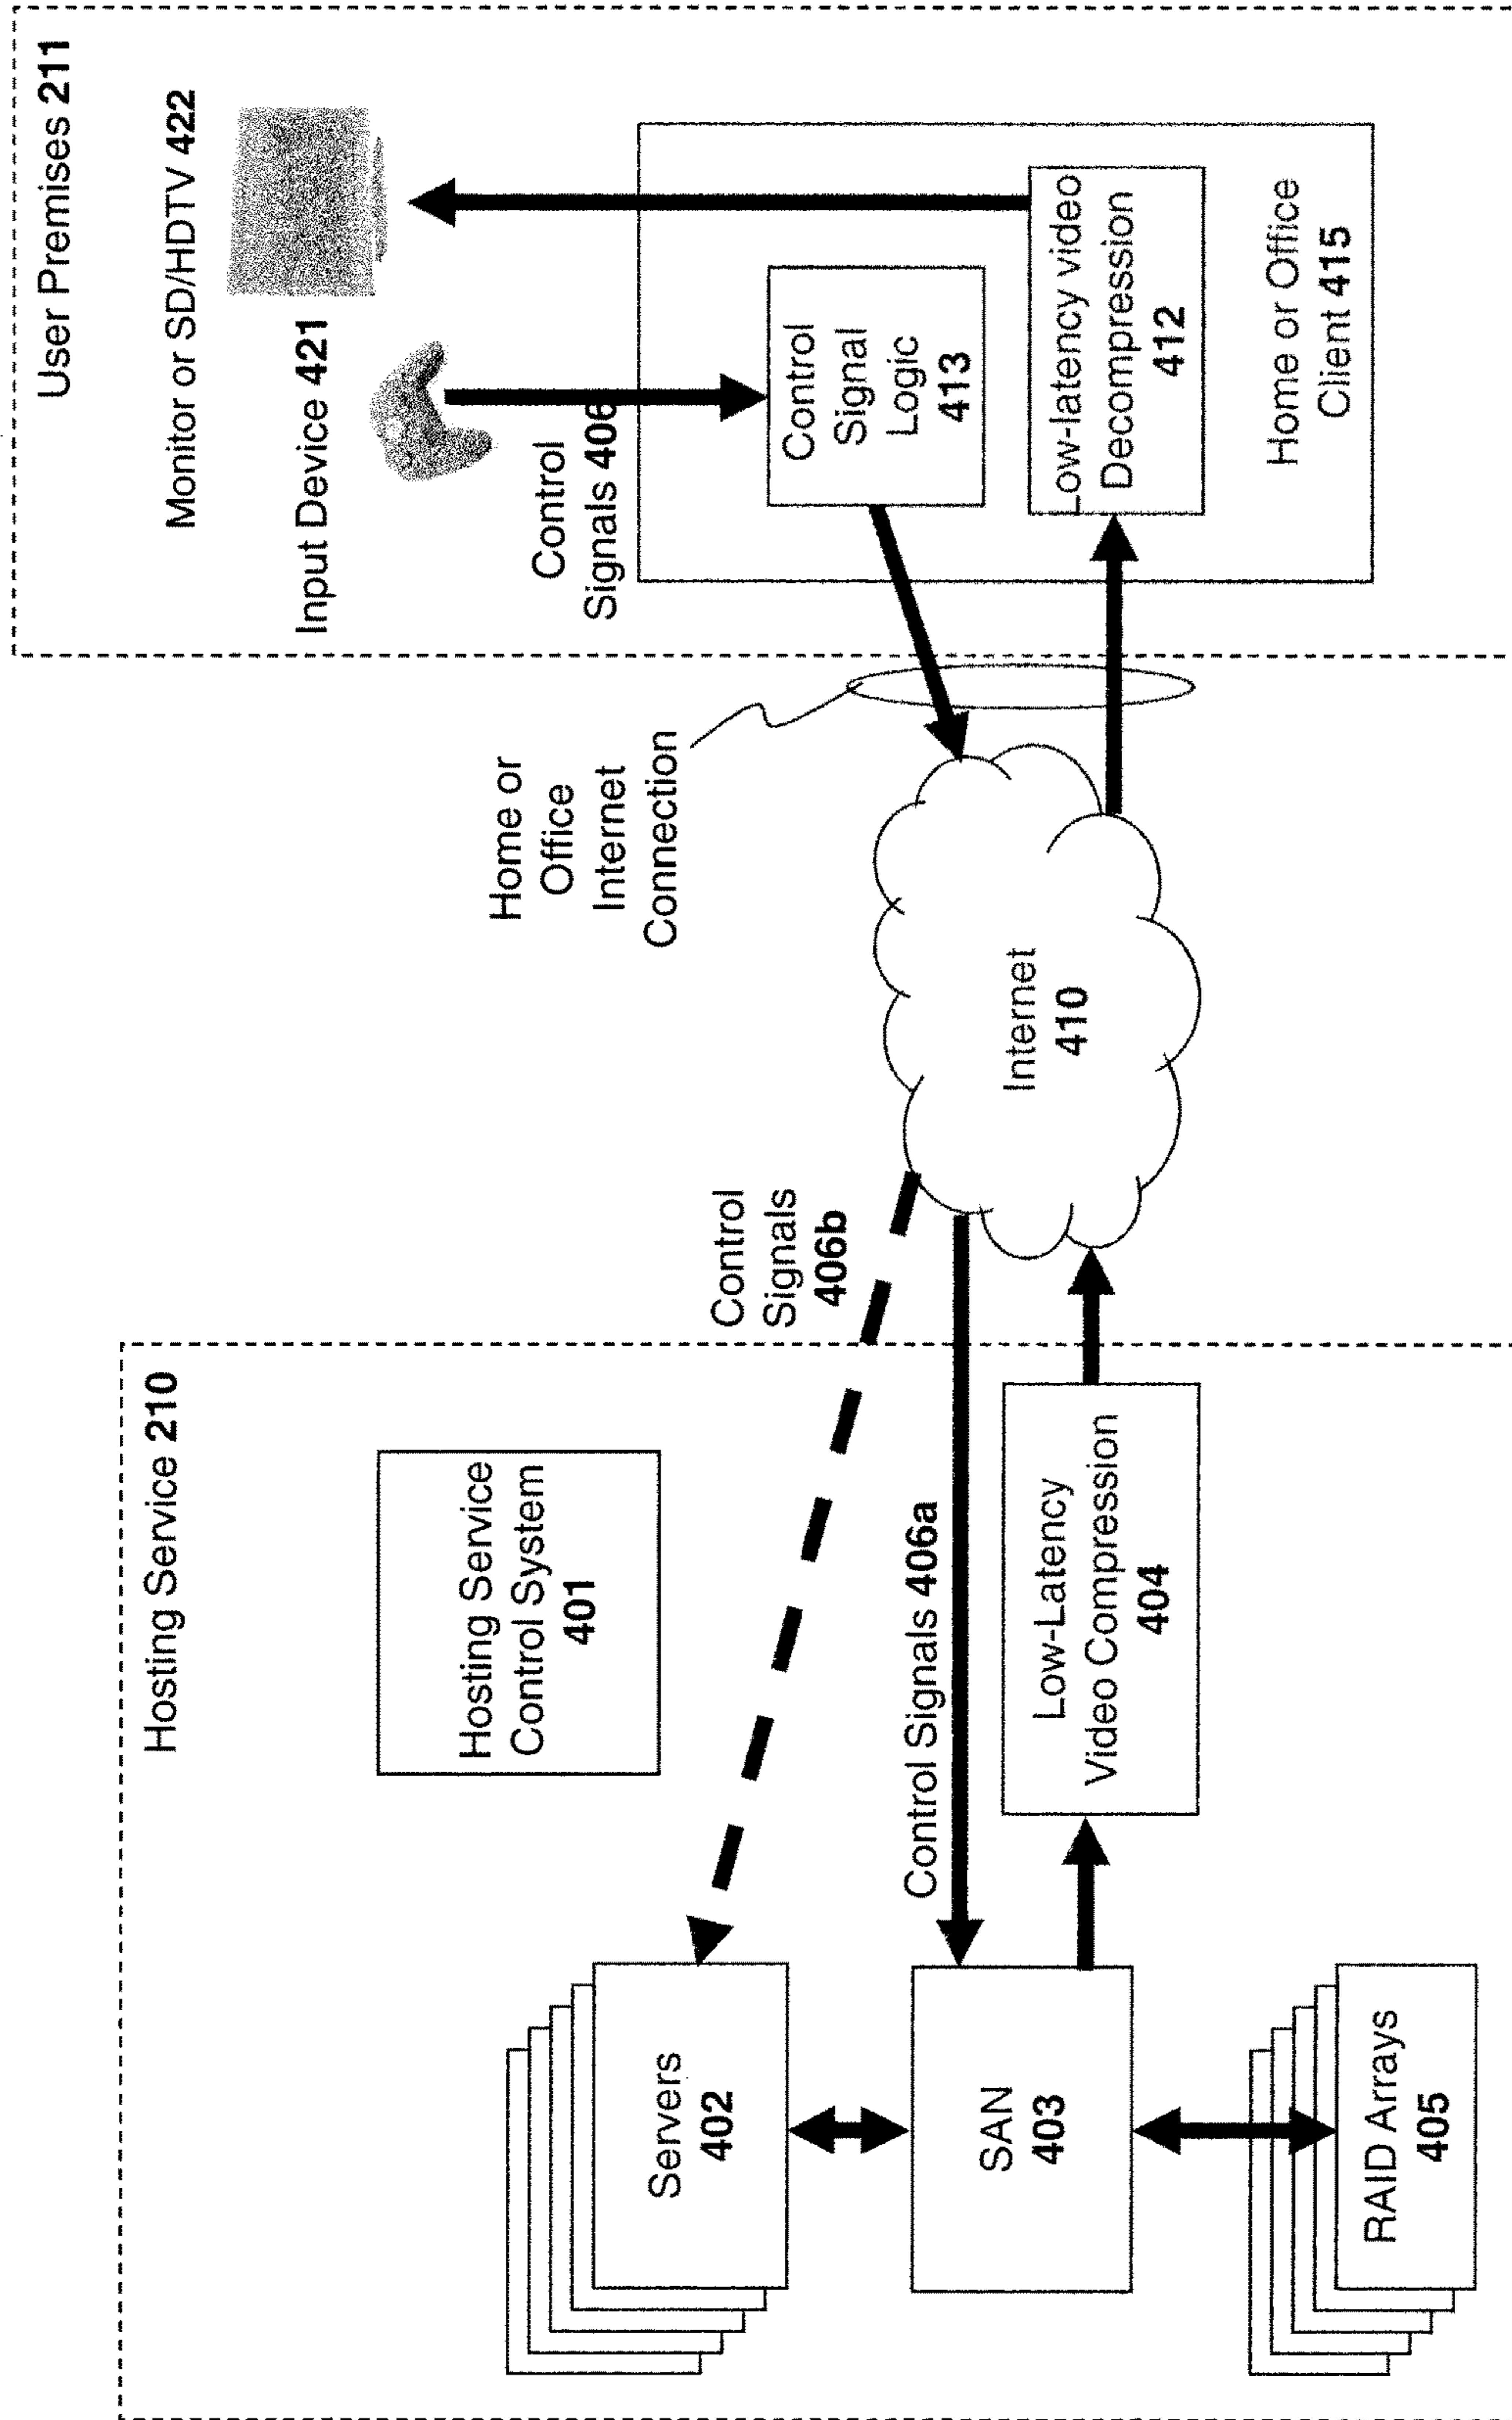 Hosting Service 210
Hosting Service
Control System
401
Servers
402
SAN
403
RAID Arrays
405
Control Signals 406a
Low-Latency
Video Compression
404
Control
Signals
406b
Internet
410
Home or
Office
Internet
Connection
User Premises 211
Monitor or SD/HDTV 422
Input Device 421
Control
Signals 406
Control
Signal
Logic
413
Low-latency video
Decompression
412
Home or Office
Client 415